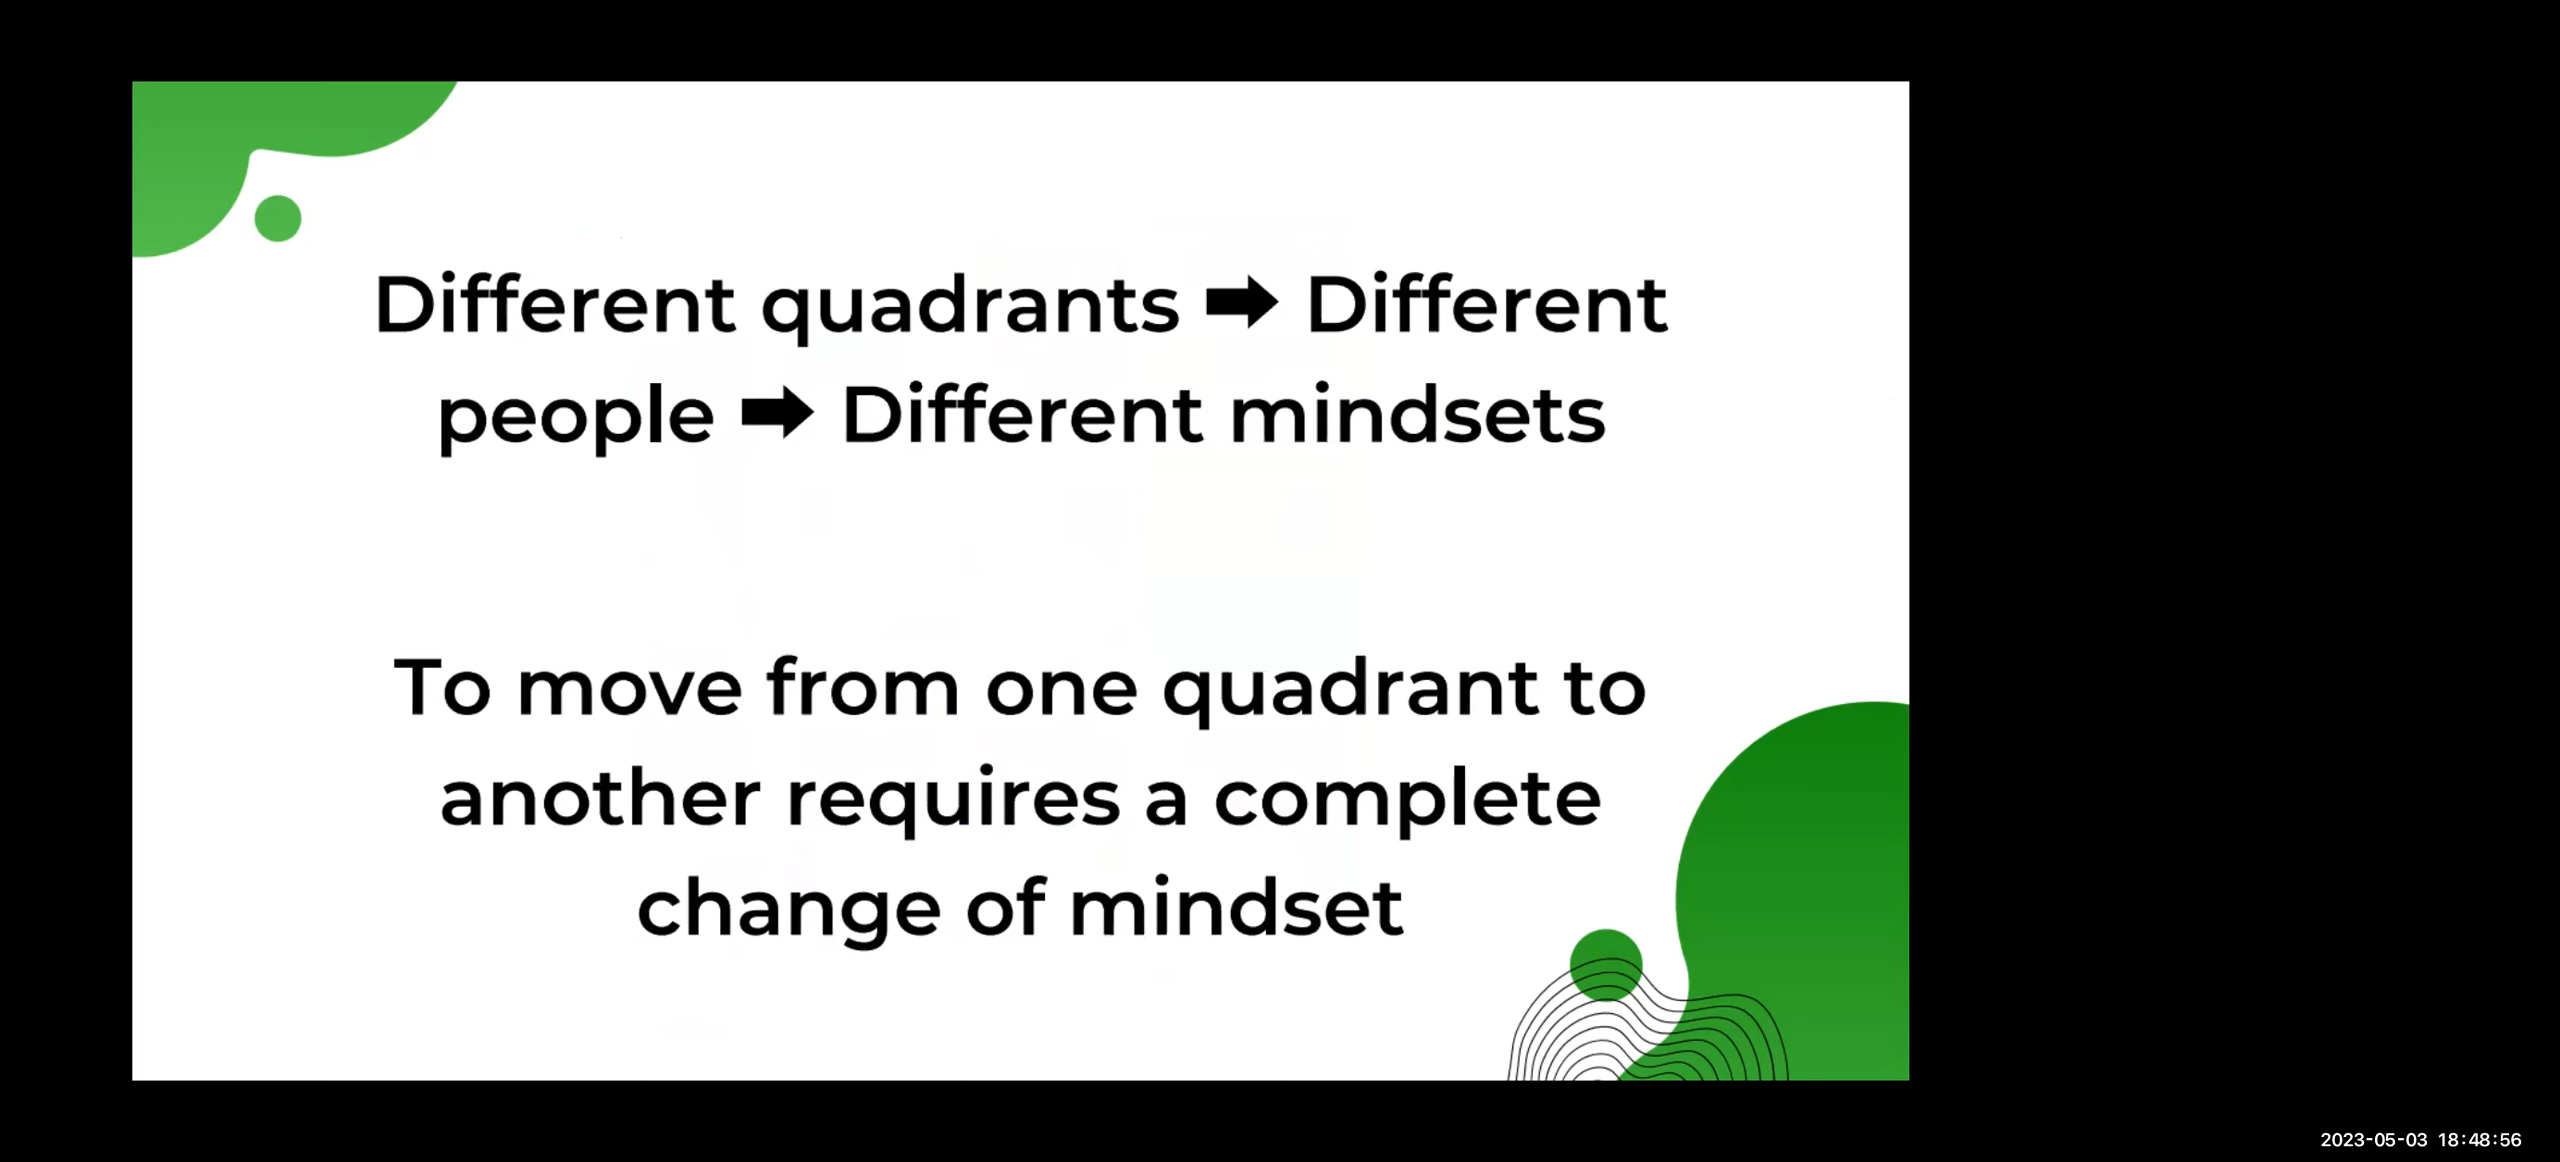 Different quadrants ➡ Different
people ➡ Different mindsets
To move from one quadrant to
another requires a complete
change of mindset
2023-05-03 18:48:56